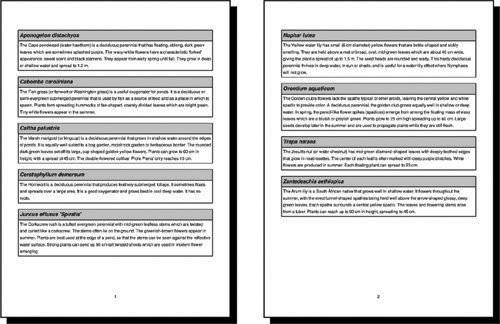 Aponogeton distachyos
The Cape pondweed (water hawthorn) is a deciduous perennial that has floating, oblong, dark green
leaves which are sometimes splashed purple. The waxy-white flowers have a characteristic 'forked'
appearance, sweet scent and black stamens. They appear from early spring until fall. They grow in deep
or shallow water and spread to 1.2 m.
Cabomba caroliniana
The Fish grass (or fanwort or Washington grass) is a useful oxygenator for ponds. It is a deciduous or
semi-evergreen submerged perennial that is used by fish as a source of food and as a place in which to
spawn. Plants form spreading hummocks of fan-shaped, coarsely divided leaves which are bright green.
Tiny white flowers appear in the summer.
Caltha palustris
The Marsh marigold (or kingcup) is a deciduous perennial that grows in shallow water around the edges
of ponds. It is equally well suited to a bog garden, moist rock garden or herbaceous border. The rounded
dark green leaves set off its large, cup-shaped golden-yellow flowers. Plants can grow to 60 cm in
height, with a spread of 45 cm. The double-flowered cultivar 'Flore Pleno' only reaches 10 cm.
Ceratophyllum demersum
The Hornwort is a deciduous perennial that produces feathery submerged foliage. It sometimes floats
and spreads over a large area. It is a good oxygenator and grows best in cool deep water. It has no
roots.
Juncus effusus 'Spiralis'
The Corkscrew rush is a tufted evergreen perennial with mid-green leafless stems which are twisted
and curled like a corkscrew. The stems often lie on the ground. The greenish-brown flowers appear in
summer. Plants are best used at the edge of a pond, so that the stems can be seen against the reflective
water surface. Strong plants can send up 90 cm-tall twisted shoots which are used in modern flower
arranging.
1
Nuphar lutea
The Yellow water lily has small (6 cm diameter) yellow flowers that are bottle-shaped and sickly
smelling. They are held above a mat of broad, oval, mid-green leaves which are about 40 cm wide,
giving the plant a spread of up to 1.5 m. The seed heads are rounded and warty. This hardy deciduous
perennial thrives in deep water, in sun or shade, and is useful for a water-lily effect where Nymphaea
will not grow.
Orontium aquaticum
The Golden club's flowers lack the spathe typical of other aroids, leaving the central yellow and white
spadix to provide color. A deciduous perennial, the golden club grows equally well in shallow or deep
water. In spring, the pencil-like flower spikes (spadices) emerge from among the floating mass of waxy
leaves which are a bluish or greyish green. Plants grow to 25 cm high spreading up to 60 cm. Large
seeds develop later in the summer and are used to propagate plants while they are still fresh.
Trapa natans
The Jesuits' nut (or water chestnut) has mid-green diamond-shaped leaves with deeply toothed edges
that grow in neat rosettes. The center of each leaf is often marked with deep purple blotches. White
flowers are produced in summer. Each floating plant can spread to 23 cm.
Zantedeschia aethiopica
The Arum lily is a South African native that grows well in shallow water. It flowers throughout the
summer, with the erect funnel-shaped spathes being held well above the arrow-shaped glossy, deep
green leaves. Each spathe surrounds a central yellow spadix. The leaves and flowering stems arise
from a tuber. Plants can reach up to 90 cm in height, spreading to 45 cm.
2